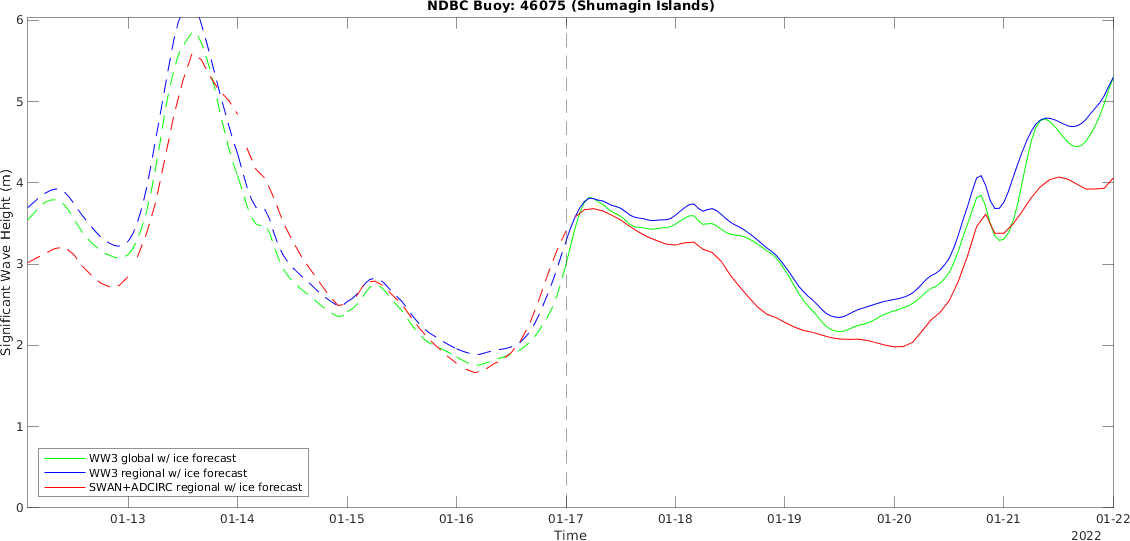 NDBC Buoy: 46075 (Shumagin Islands)
Significant Wave Height (m)
6
5
4
3
2
1
0
WW3 global w/ ice forecast
WW3 regional w/ ice forecast
SWAN+ADCIRC regional w/ ice forecast
01-13 01-14 01-15 01-16 01-17 01-18 01-19 01-20 01-21 01-22
Time
2022